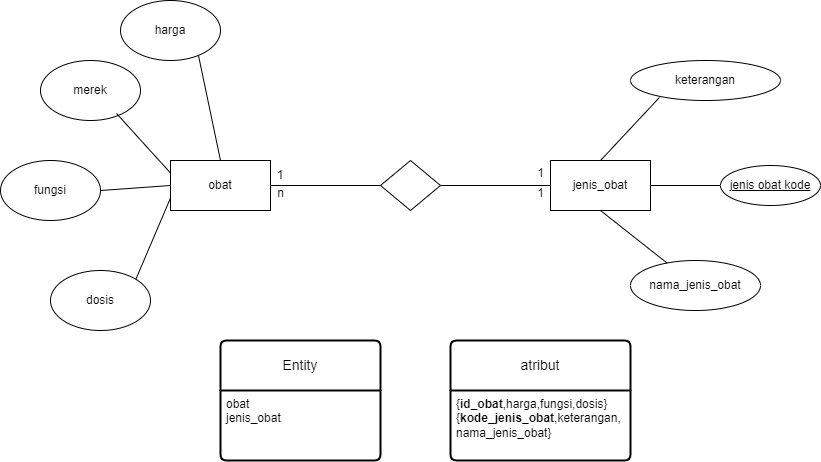 harga
merek
keterangan
fungsi
obat
1
n
1
1
jenis_obat
jenis obat kode
dosis
nama_jenis_obat
Entity
obat
jenis_obat
atribut
{id_obat,harga,fungsi,dosis}
{kode_jenis_obat,keterangan,
nama_jenis_obat}